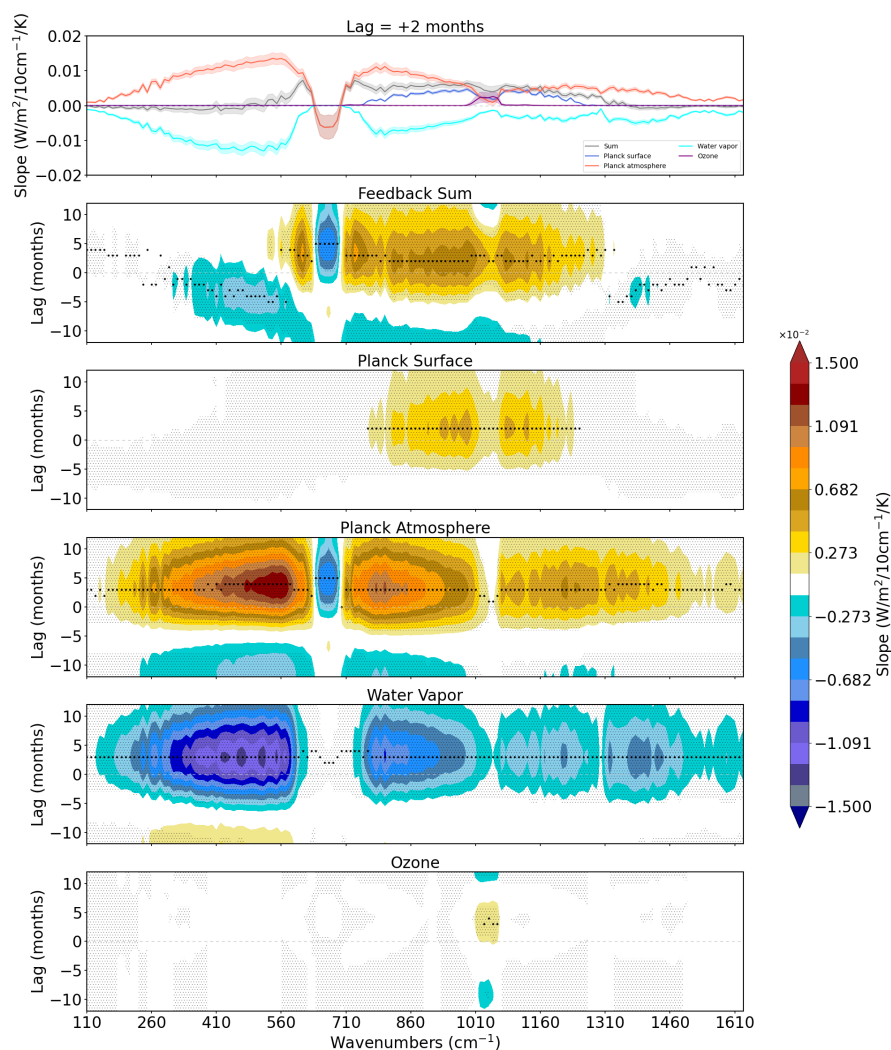 Lag = +2 months
0.02
0.01
0.00
−0.01
−0.02
Slope (W/m²/10cm⁻¹/K)
Sum
Planck surface
Planck atmosphere
Water vapor
Ozone
Feedback Sum
10
5
0
−5
−10
Lag (months)
Planck Surface
10
5
0
−5
−10
Lag (months)
Planck Atmosphere
10
5
0
−5
−10
Lag (months)
Water Vapor
10
5
0
−5
−10
Lag (months)
Ozone
10
5
0
−5
−10
Lag (months)
110 260 410 560 710 860 1010 1160 1310 1460 1610
Wavenumbers (cm⁻¹)
×10⁻²
1.500
1.091
0.682
0.273
−0.273
−0.682
−1.091
−1.500
Slope (W/m²/10cm⁻¹/K)